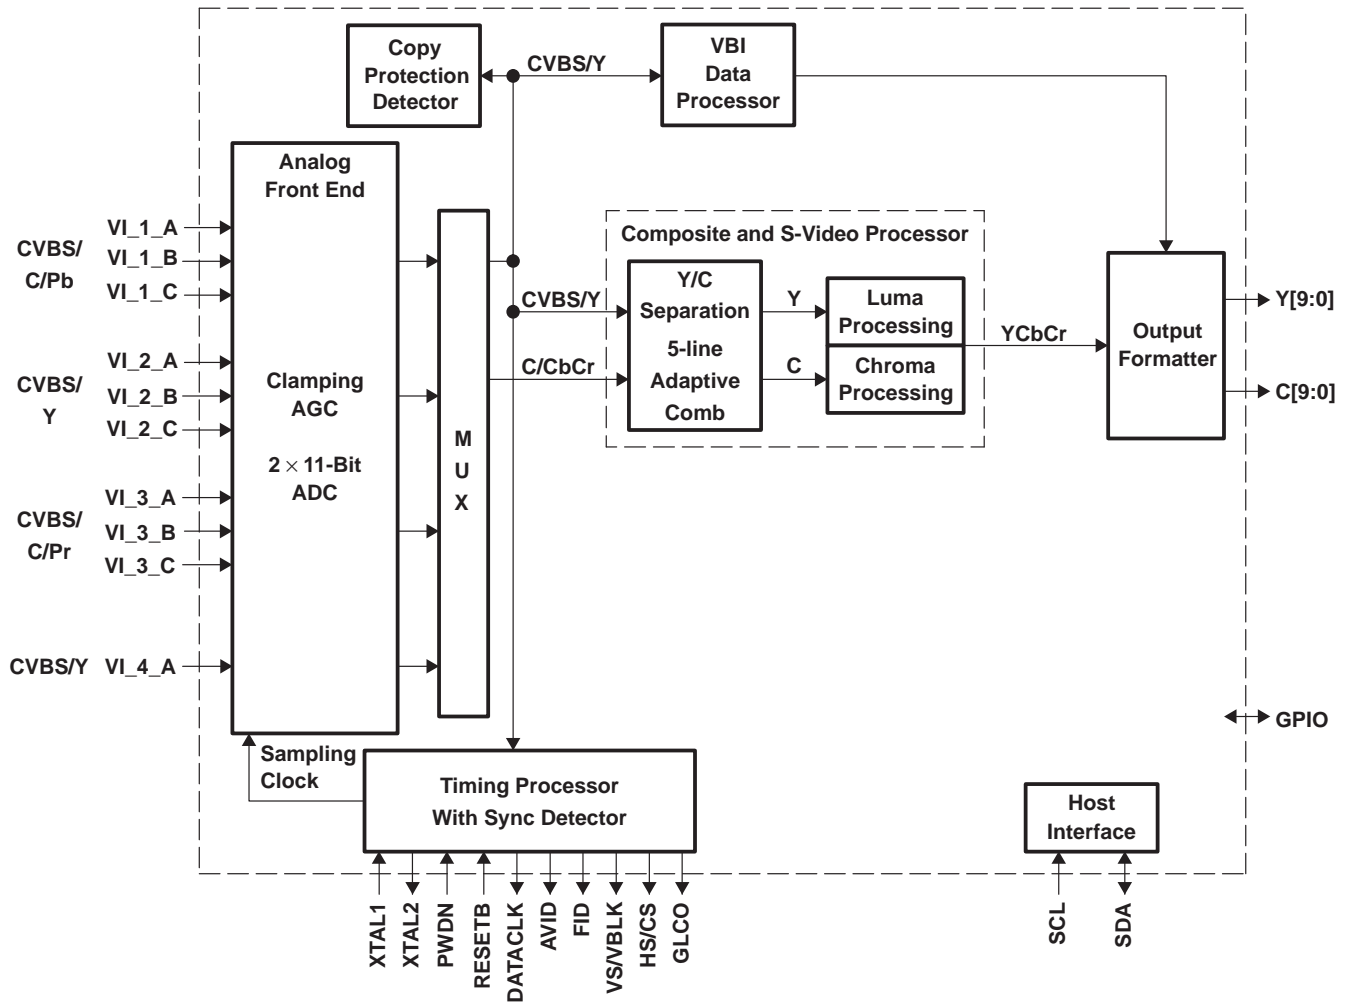 Copy
Protection
Detector
CVBS/Y
VBI
Data
Processor
Analog
Front End
Clamping
AGC
2 × 11-Bit
ADC
CVBS/
C/Pb
VI_1_A
VI_1_B
VI_1_C
CVBS/
Y
VI_2_A
VI_2_B
VI_2_C
CVBS/
C/Pr
VI_3_A
VI_3_B
VI_3_C
CVBS/Y
VI_4_A
M
U
X
CVBS/Y
C/CbCr
Composite and S-Video Processor
Y/C
Separation
5-line
Adaptive
Comb
Y
C
Luma
Processing
Chroma
Processing
YCbCr
Output
Formatter
Y[9:0]
C[9:0]
GPIO
Sampling
Clock
Timing Processor
With Sync Detector
Host
Interface
XTAL1
XTAL2
PWDN
RESETB
DATACLK
AVID
FID
VS/VBLK
HS/CS
GLCO
SCL
SDA